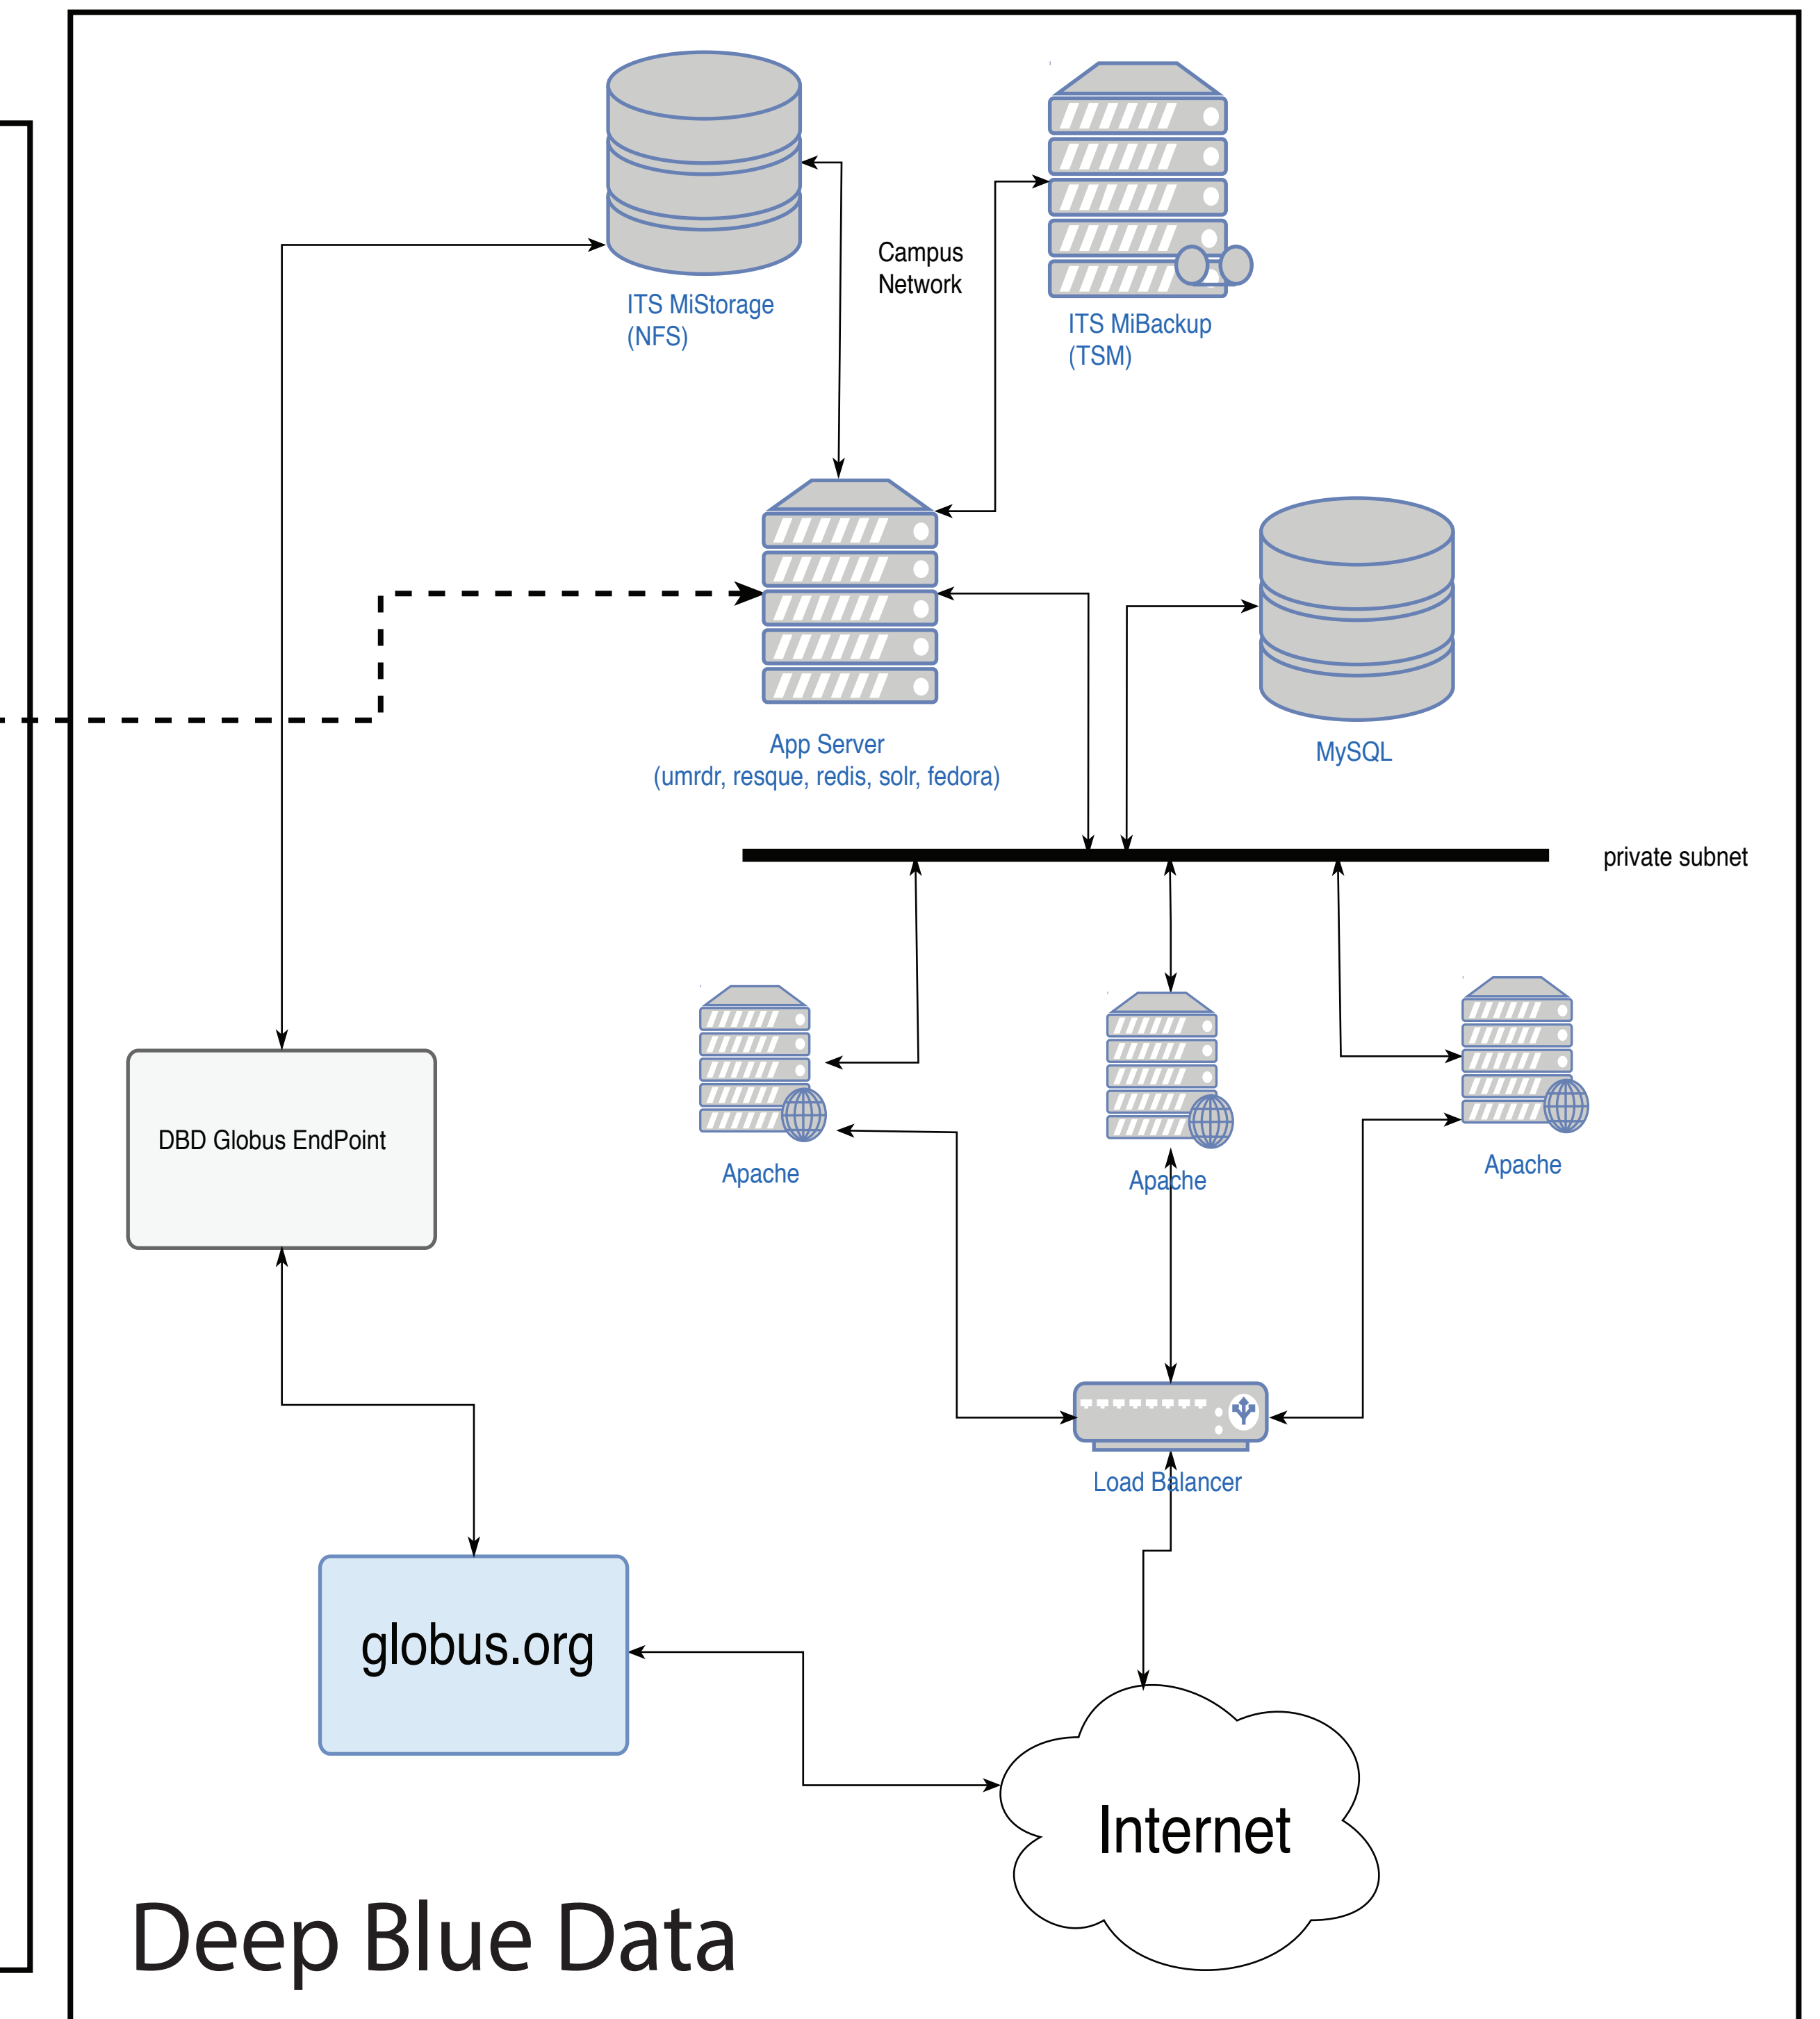 Campus
Network
ITS MiStorage
(NFS)
ITS MiBackup
(TSM)
App Server
(umrdr, resque, redis, solr, fedora)
MySQL
private subnet
DBD Globus EndPoint
Apache
Apache
Apache
Load Balancer
globus.org
Internet
Deep Blue Data